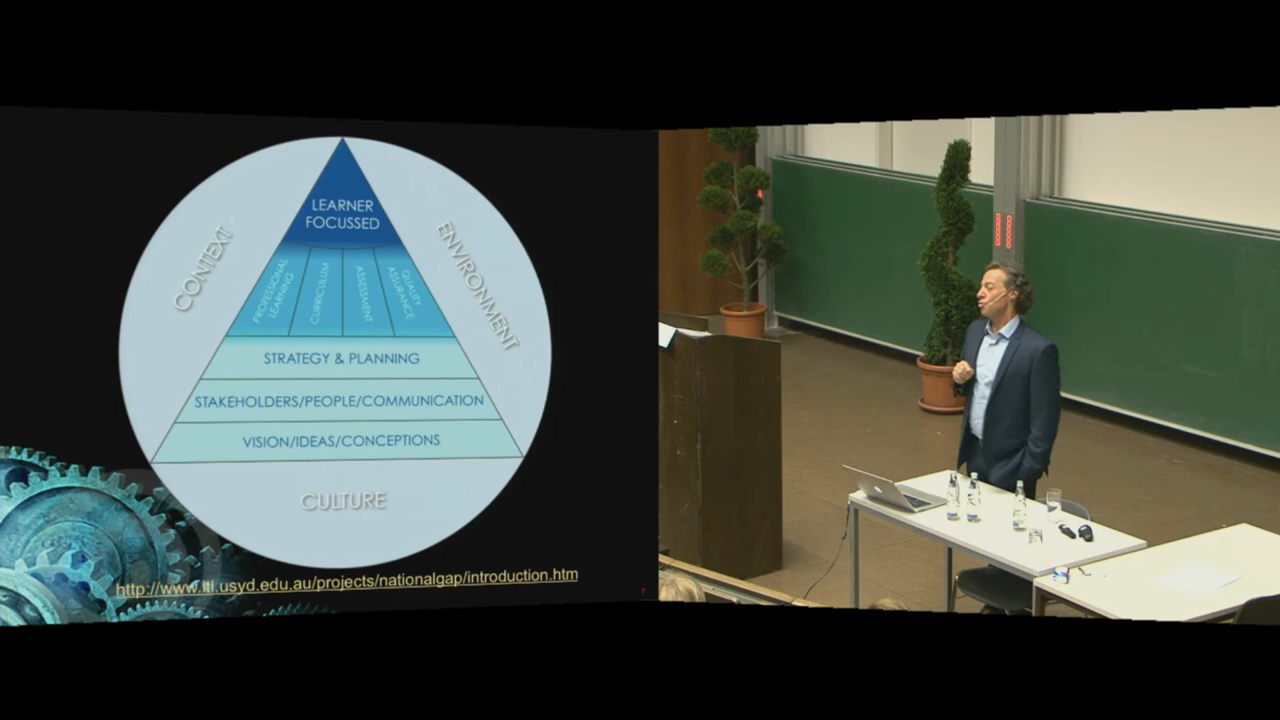 LEARNER
FOCUSSED
CONTEXT
ENVIRONMENT
PROFESSIONAL
LEARNING
CURRICULUM
ASSESSMENT
QUALITY
ASSURANCE
STRATEGY & PLANNING
STAKEHOLDERS/PEOPLE/COMMUNICATION
VISION/IDEAS/CONCEPTIONS
CULTURE
http://www.itl.usyd.edu.au/projects/nationalgap/introduction.htm
7